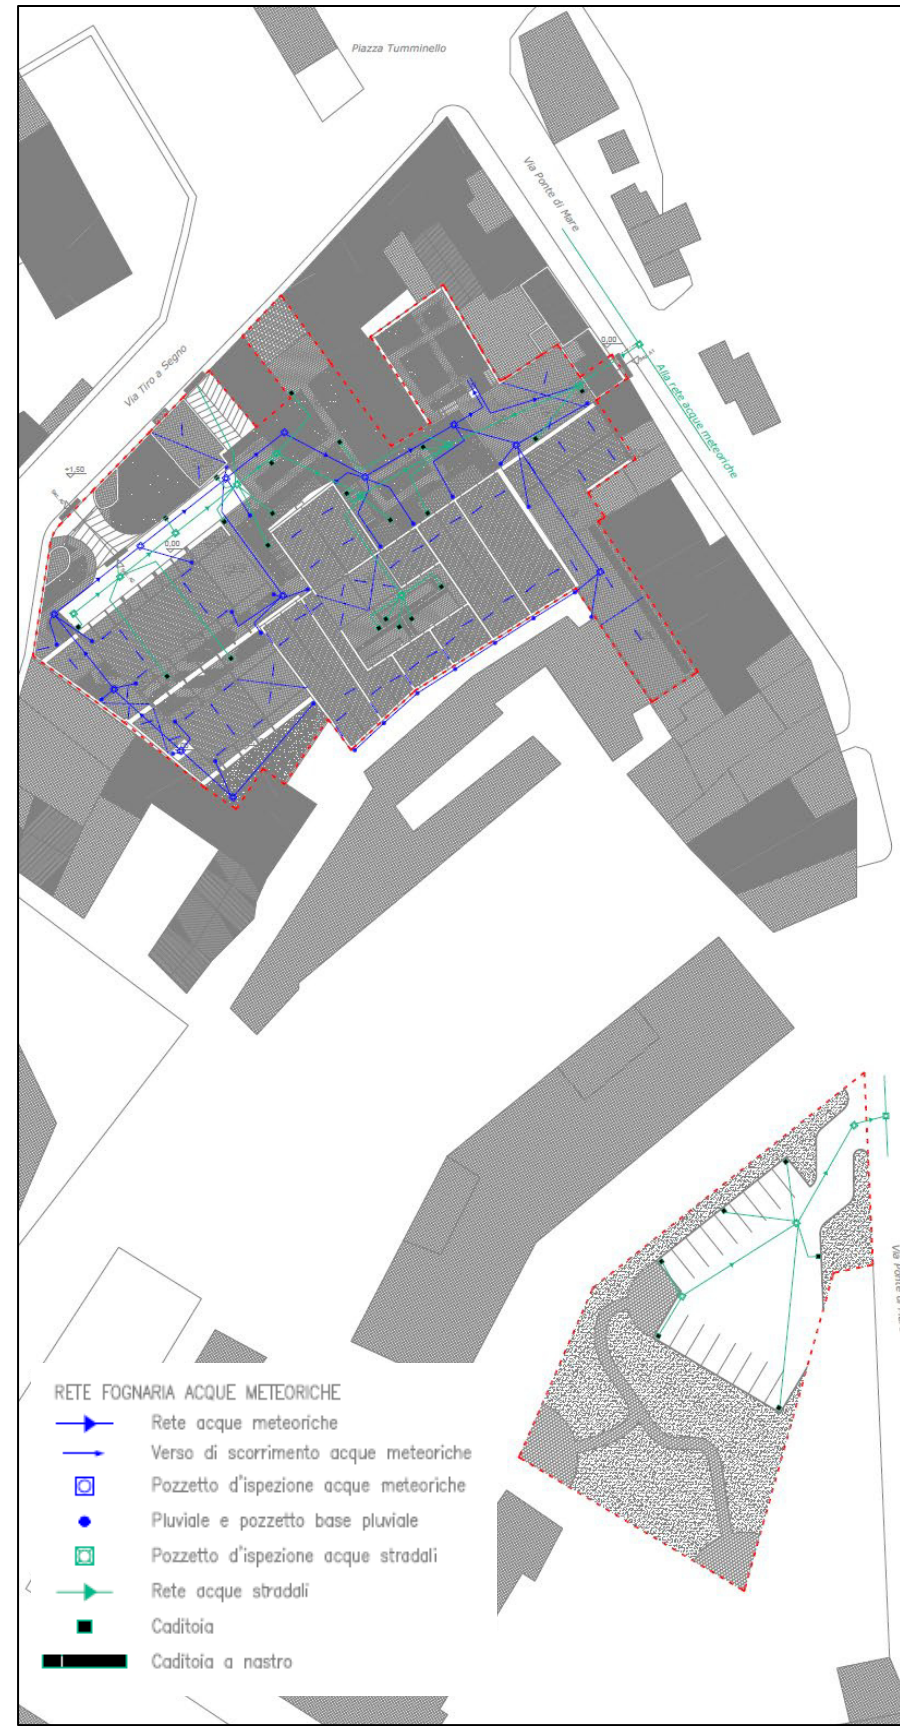 Piazza Tumminello
Via Ponte di Mare
0,00
Via Tiro a Segno
Alla rete acque meteoriche
+1,50
0,00
RETE FOGNARIA ACQUE METEORICHE
Rete acque meteoriche
Verso di scorrimento acque meteoriche
Pozzetto d'ispezione acque meteoriche
Pluviale e pozzetto base pluviale
Pozzetto d'ispezione acque stradali
Rete acque stradali
Caditoia
Caditoia a nastro